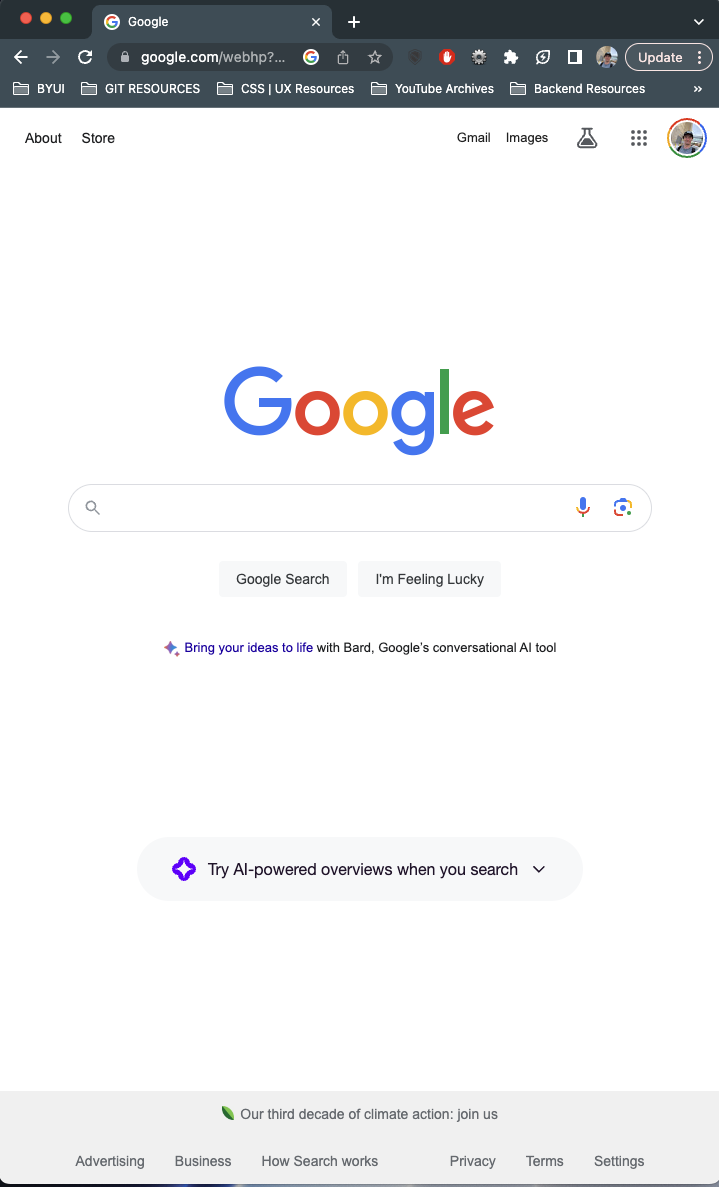 Google
google.com/webhp?...
Update
BYUI GIT RESOURCES CSS | UX Resources YouTube Archives Backend Resources »
About Store Gmail Images
Google
Google Search I'm Feeling Lucky
Bring your ideas to life with Bard, Google's conversational AI tool
Try AI-powered overviews when you search
Our third decade of climate action: join us
Advertising Business How Search works Privacy Terms Settings